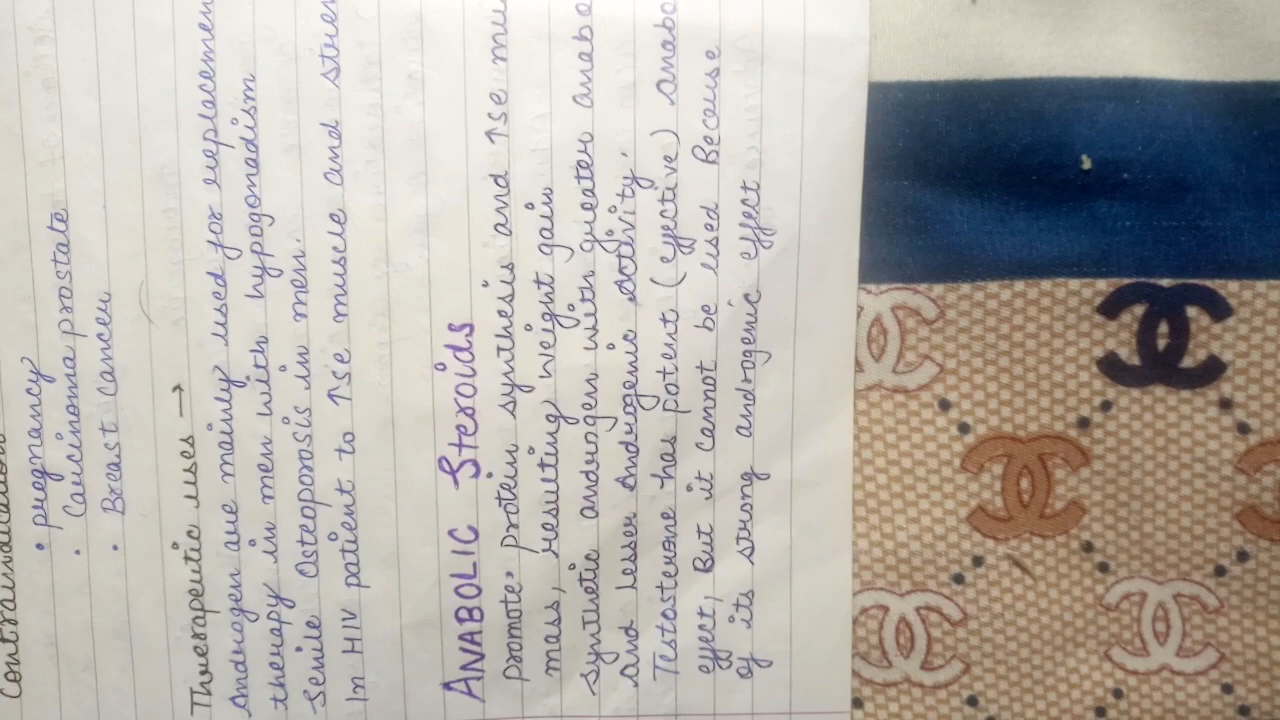 Contraindication
• pregnancy
• Carcinonma prostate
• Breast cancer
Therapeutic uses →
Androgen are mainly used for replacemen
therapy in men with hypogonadism
Senile Osteoporosis in men.
In HIV patient to ↑se muscle and stren
ANABOLIC Steroids
promote protein synthesis and ↑se mu
mass, resulting weight gain
Synthetic androgen with greater anabo
and lesser androgenic activity.
Testosterone has potent (effective) anabo
effect, But it cannot be used Because
of its strong androgenic effect